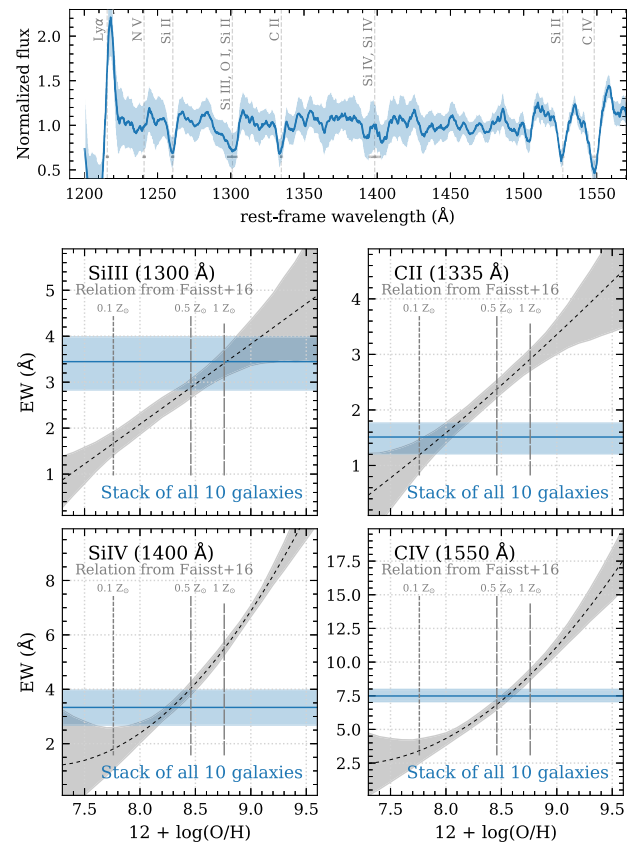 Lyα
N V
Si II
Si III, O I, Si II
C II
Si IV, Si IV
Si II
C IV
Normalized flux
2.0
1.5
1.0
0.5
1200 1250 1300 1350 1400 1450 1500 1550
rest-frame wavelength (Å)
SiIII (1300 Å)
Relation from Faisst+16
0.1 Z⊙ 0.5 Z⊙ 1 Z⊙
EW (Å)
5
4
3
2
1
Stack of all 10 galaxies
CII (1335 Å)
Relation from Faisst+16
0.1 Z⊙ 0.5 Z⊙ 1 Z⊙
4
3
2
1
Stack of all 10 galaxies
SiIV (1400 Å)
Relation from Faisst+16
0.1 Z⊙ 0.5 Z⊙ 1 Z⊙
EW (Å)
8
6
4
2
Stack of all 10 galaxies
7.5 8.0 8.5 9.0 9.5
12 + log(O/H)
CIV (1550 Å)
Relation from Faisst+16
0.1 Z⊙ 0.5 Z⊙ 1 Z⊙
17.5
15.0
12.5
10.0
7.5
5.0
2.5
Stack of all 10 galaxies
7.5 8.0 8.5 9.0 9.5
12 + log(O/H)